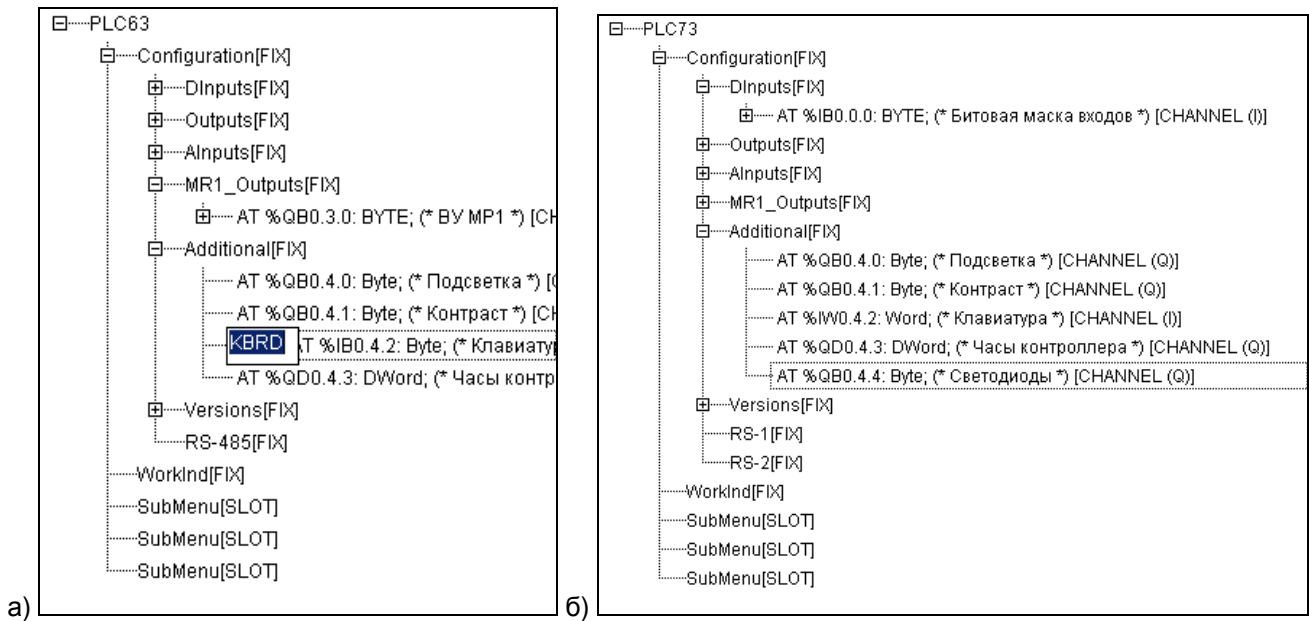 PLC63
Configuration[FIX]
DInputs[FIX]
Outputs[FIX]
AInputs[FIX]
MR1_Outputs[FIX]
AT %QB0.3.0: BYTE; (* ВУ МР1 *) [CH
Additional[FIX]
AT %QB0.4.0: Byte; (* Подсветка *) [
AT %QB0.4.1: Byte; (* Контраст *) [CH
KBRD AT %IB0.4.2: Byte; (* Клавиату
AT %QD0.4.3: DWord; (* Часы контр
Versions[FIX]
RS-485[FIX]
WorkInd[FIX]
SubMenu[SLOT]
SubMenu[SLOT]
SubMenu[SLOT]
а)
PLC73
Configuration[FIX]
DInputs[FIX]
AT %IB0.0.0: BYTE; (* Битовая маска входов *) [CHANNEL (I)]
Outputs[FIX]
AInputs[FIX]
MR1_Outputs[FIX]
Additional[FIX]
AT %QB0.4.0: Byte; (* Подсветка *) [CHANNEL (Q)]
AT %QB0.4.1: Byte; (* Контраст *) [CHANNEL (Q)]
AT %IW0.4.2: Word; (* Клавиатура *) [CHANNEL (I)]
AT %QD0.4.3: DWord; (* Часы контроллера *) [CHANNEL (Q)]
AT %QB0.4.4: Byte; (* Светодиоды *) [CHANNEL (Q)]
Versions[FIX]
RS-1[FIX]
RS-2[FIX]
WorkInd[FIX]
SubMenu[SLOT]
SubMenu[SLOT]
SubMenu[SLOT]
б)